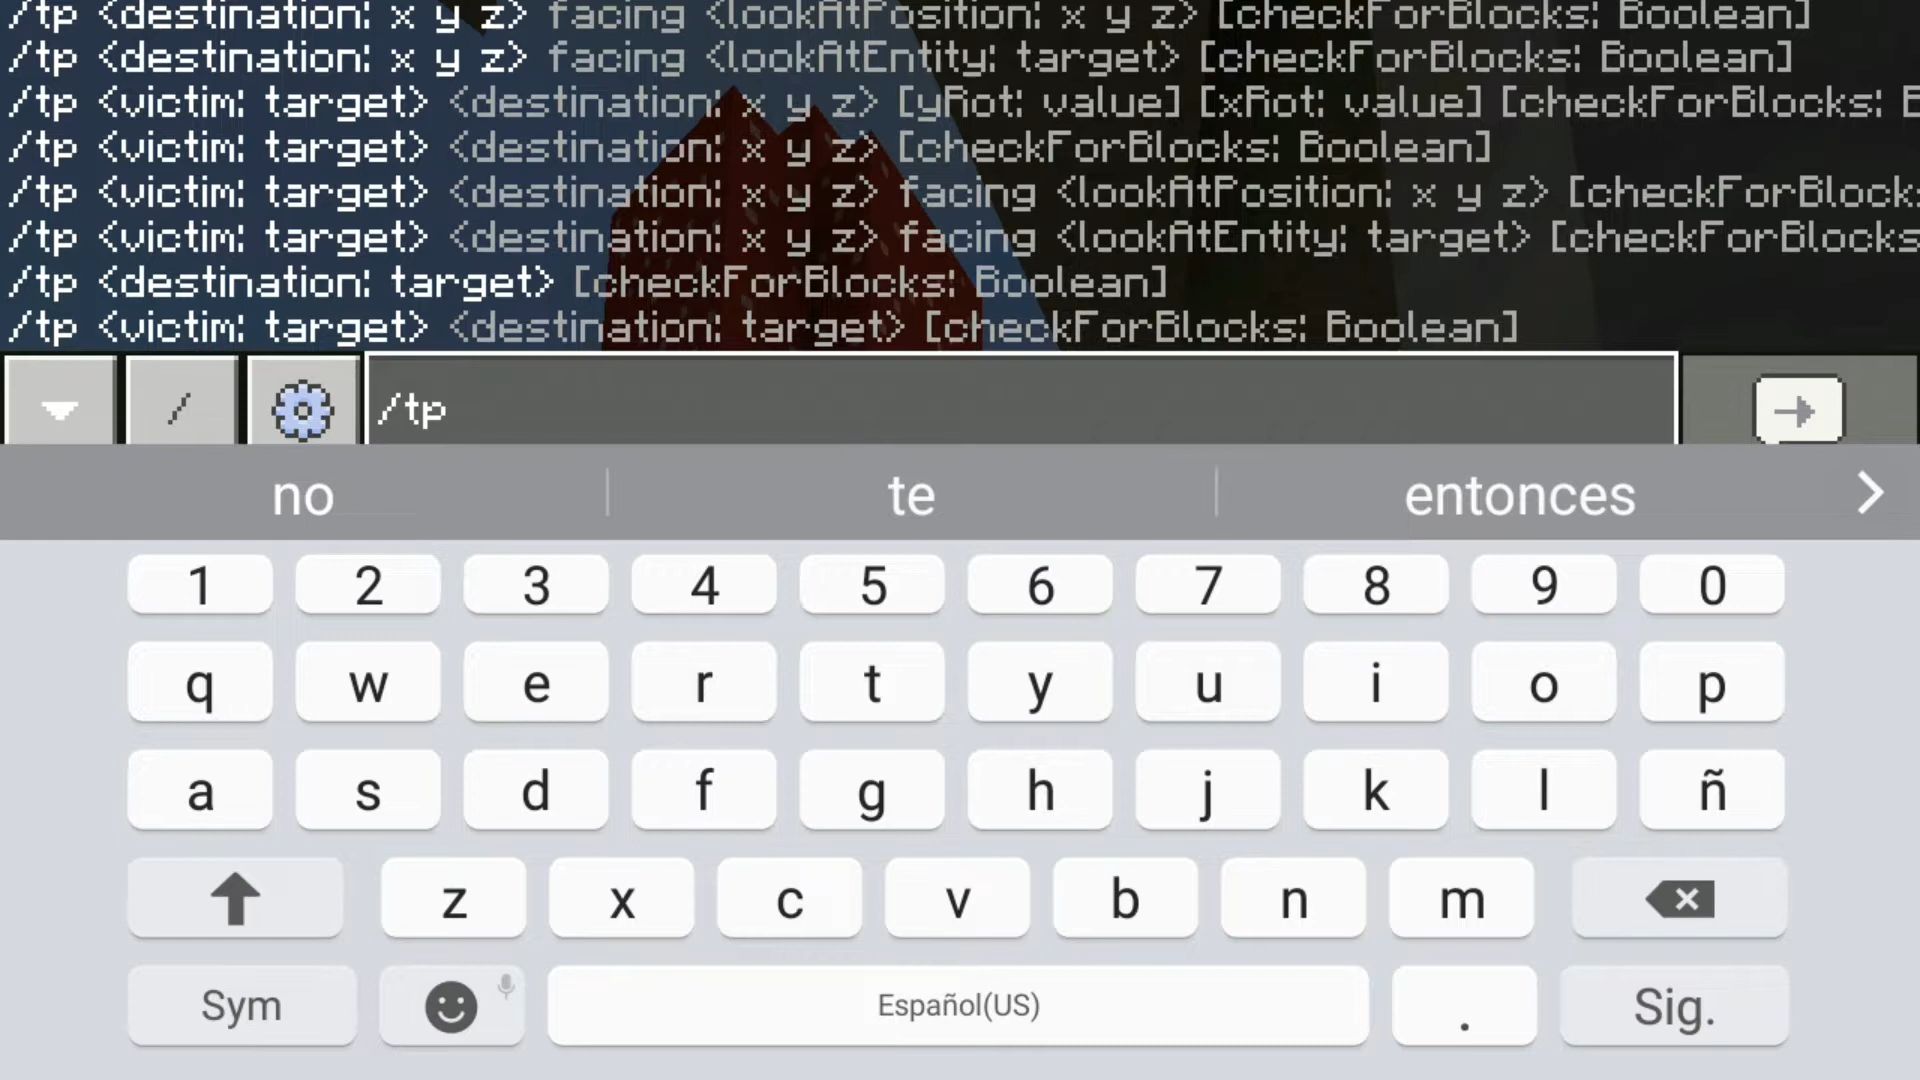 /tp <destination: x y z> facing <lookAtPosition: x y z> [checkForBlocks: Boolean]
/tp <destination: x y z> facing <lookAtEntity: target> [checkForBlocks: Boolean]
/tp <victim: target> <destination: x y z> [yRot: value] [xRot: value] [checkForBlocks: B
/tp <victim: target> <destination: x y z> [checkForBlocks: Boolean]
/tp <victim: target> <destination: x y z> facing <lookAtPosition: x y z> [checkForBlocks
/tp <victim: target> <destination: x y z> facing <lookAtEntity: target> [checkForBlocks
/tp <destination: target> [checkForBlocks: Boolean]
/tp <victim: target> <destination: target> [checkForBlocks: Boolean]
/ /tp
no te entonces
1 2 3 4 5 6 7 8 9 0
q w e r t y u i o p
a s d f g h j k l ñ
z x c v b n m
Sym Español(US) . Sig.